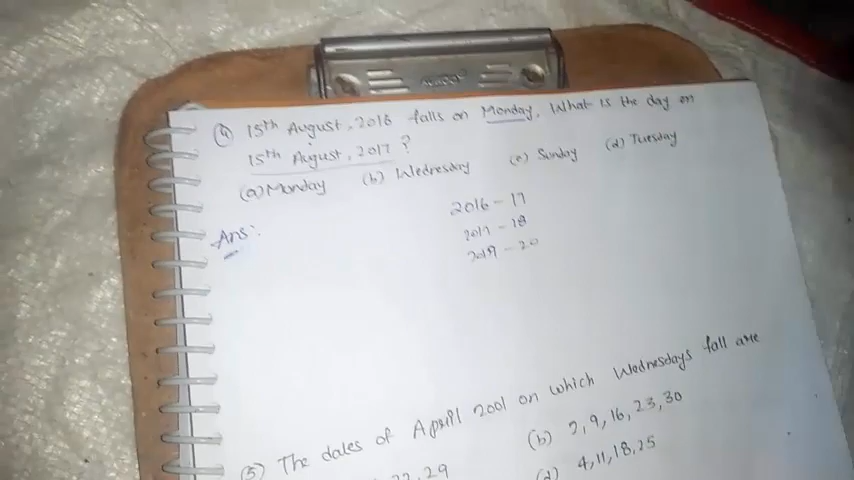 (4) 15th August, 2016 falls on Monday. What is the day on
15th August, 2017?
(a) Monday (b) Wednesday (c) Sunday (d) Tuesday
Ans:
2016 - 17
2017 - 18
2019 - 20
(5) The dates of April 2001 on which Wednesdays fall are
22, 29 (b) 2, 9, 16, 23, 30
(d) 4, 11, 18, 25